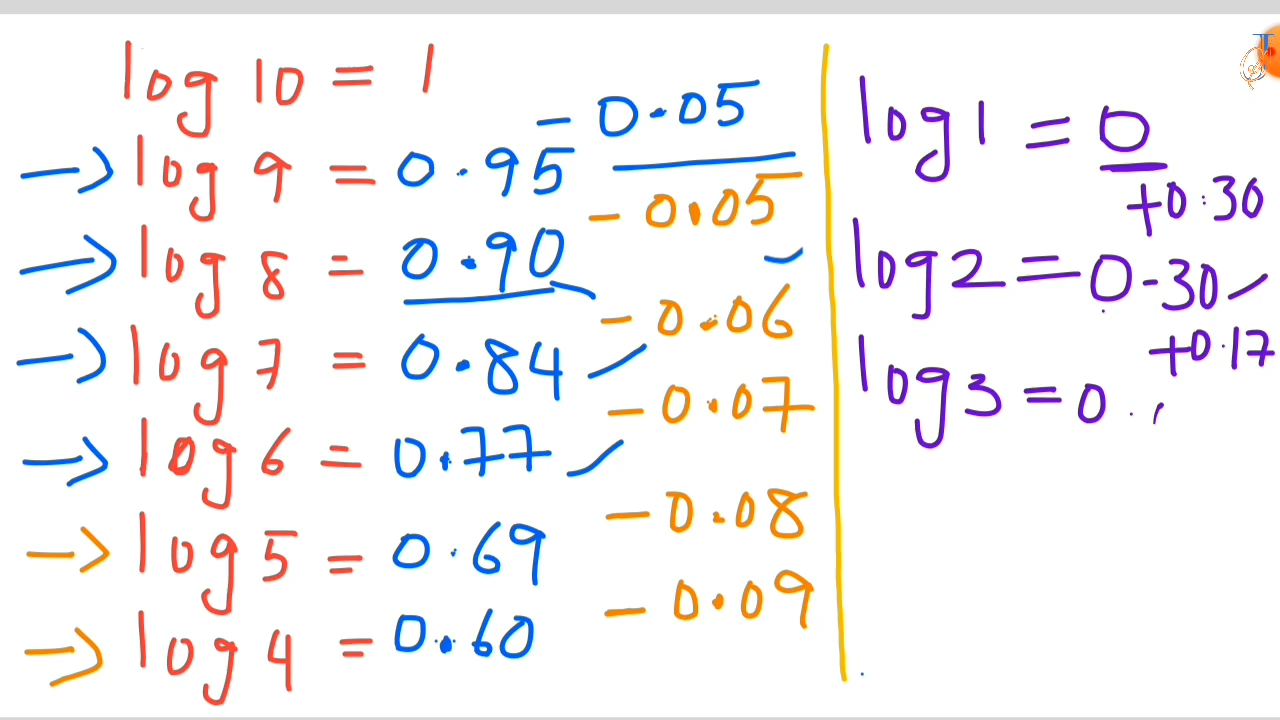 log 10 = 1
- 0.05
log 9 = 0.95
- 0.05
log 8 = 0.90
- 0.06
log 7 = 0.84
- 0.07
log 6 = 0.77
- 0.08
log 5 = 0.69
- 0.09
log 4 = 0.60
log 1 = 0
+0.30
log 2 = 0.30
+0.17
log 3 = 0.